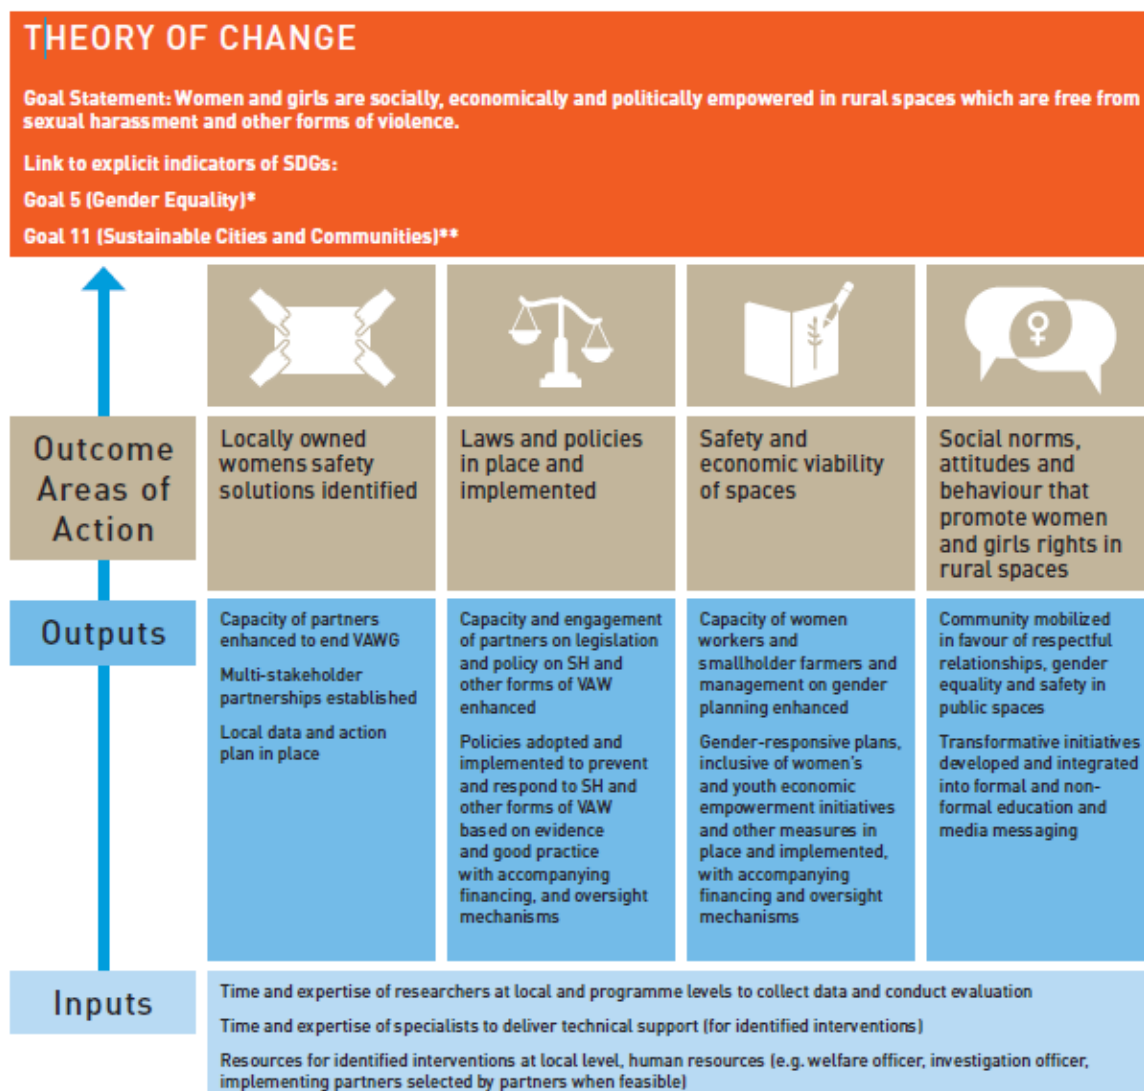 THEORY OF CHANGE
Goal Statement: Women and girls are socially, economically and politically empowered in rural spaces which are free from
sexual harassment and other forms of violence.
Link to explicit indicators of SDGs:
Goal 5 (Gender Equality)*
Goal 11 (Sustainable Cities and Communities)**
Outcome
Areas of
Action
Locally owned
womens safety
solutions identified
Laws and policies
in place and
implemented
Safety and
economic viability
of spaces
Social norms,
attitudes and
behaviour that
promote women
and girls rights in
rural spaces
Outputs
Capacity of partners
enhanced to end VAWG
Multi-stakeholder
partnerships established
Local data and action
plan in place
Capacity and engagement
of partners on legislation
and policy on SH and
other forms of VAW
enhanced
Policies adopted and
implemented to prevent
and respond to SH and
other forms of VAW
based on evidence
and good practice
with accompanying
financing, and oversight
mechanisms
Capacity of women
workers and
smallholder farmers and
management on gender
planning enhanced
Gender-responsive plans,
inclusive of women's
and youth economic
empowerment initiatives
and other measures in
place and implemented,
with accompanying
financing and oversight
mechanisms
Community mobilized
in favour of respectful
relationships, gender
equality and safety in
public spaces
Transformative initiatives
developed and integrated
into formal and non-
formal education and
media messaging
Inputs
Time and expertise of researchers at local and programme levels to collect data and conduct evaluation
Time and expertise of specialists to deliver technical support (for identified interventions)
Resources for identified interventions at local level, human resources (e.g. welfare officer, investigation officer,
implementing partners selected by partners when feasible)